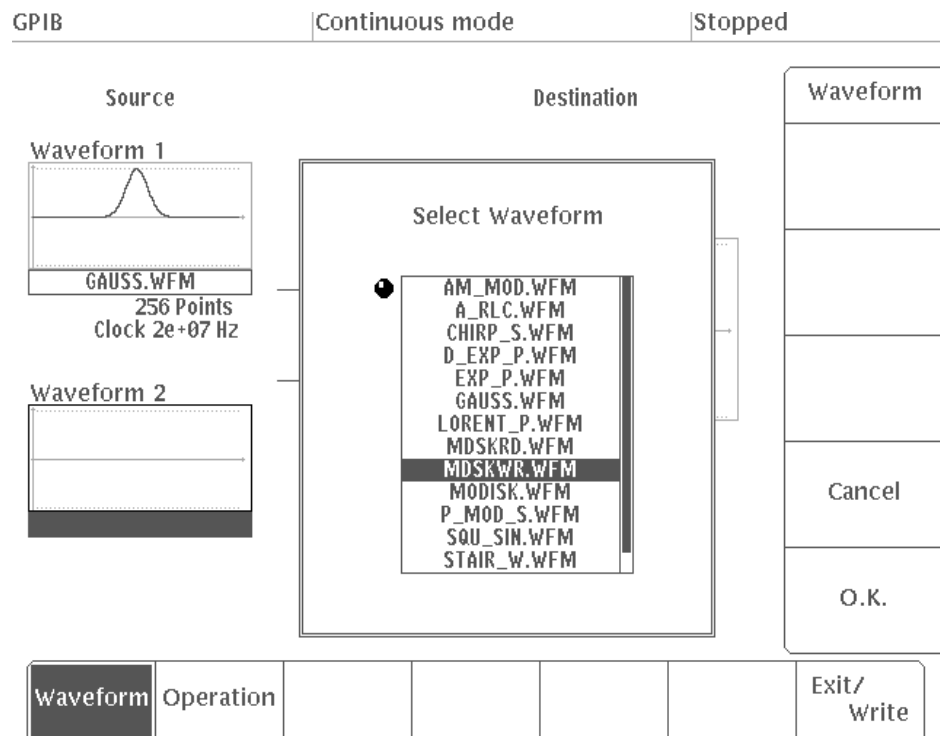 GPIB Continuous mode Stopped
Source
Destination
Waveform 1
GAUSS.WFM
256 Points
Clock 2e+07 Hz
Waveform 2
Select Waveform
AM_MOD.WFM
A_RLC.WFM
CHIRP_S.WFM
D_EXP_P.WFM
EXP_P.WFM
GAUSS.WFM
LORENT_P.WFM
MDSKRD.WFM
MDSKWR.WFM
MODISK.WFM
P_MOD_S.WFM
SQU_SIN.WFM
STAIR_W.WFM
Waveform
Cancel
O.K.
Waveform
Operation
Exit/
Write